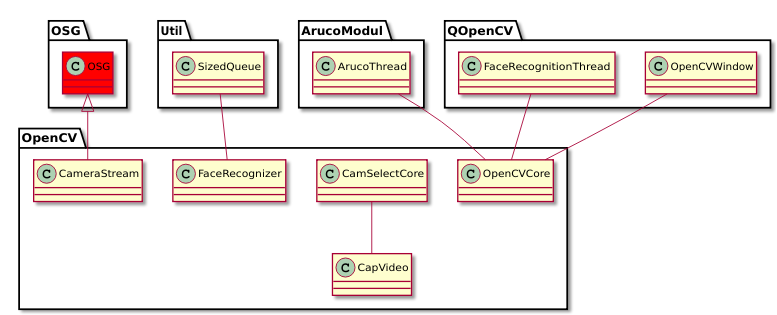 OSG
Util
ArucoModul
QOpenCV
C OSG
C SizedQueue
C ArucoThread
C FaceRecognitionThread
C OpenCVWindow
OpenCV
C CameraStream
C FaceRecognizer
C CamSelectCore
C OpenCVCore
C CapVideo